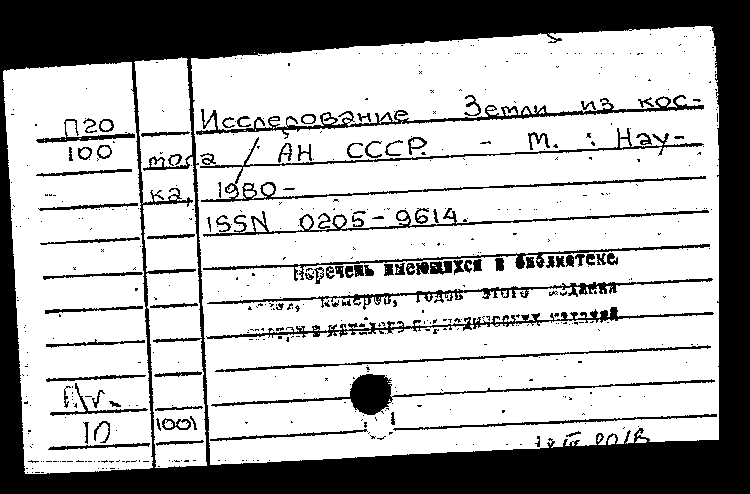 П20 Исследование Земли из кос-
100 моса / АН СССР. - М. : Нау-
ка, 1980-
ISSN 0205-9614.
Перечень имеющихся в библиотеке
номеров, годов этого издания
смотри в каталоге периодических изданий
П/г.
10 1001